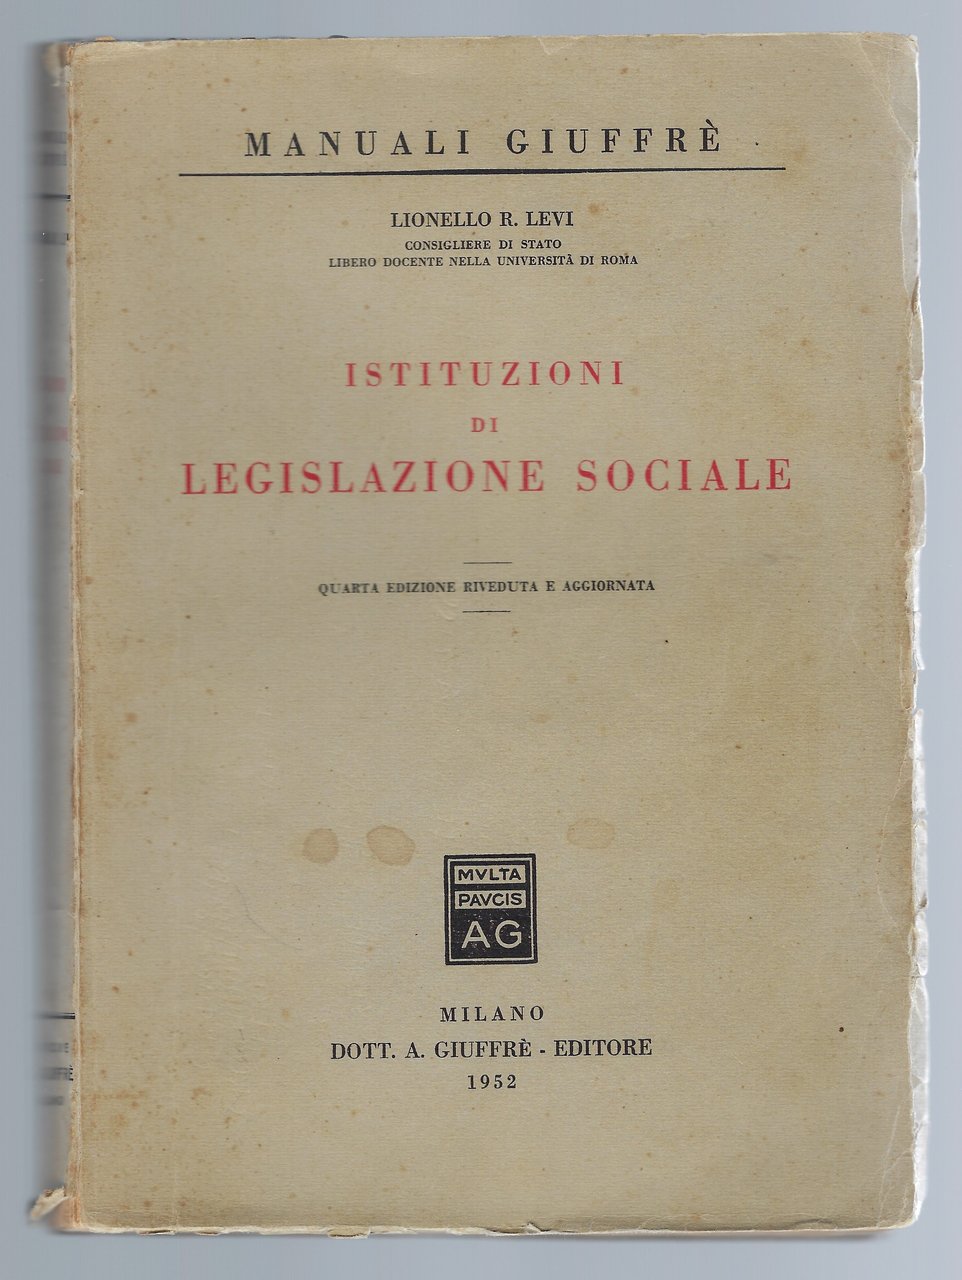 MANUALI GIUFFRÈ
LIONELLO R. LEVI
CONSIGLIERE DI STATO
LIBERO DOCENTE NELLA UNIVERSITÀ DI ROMA
ISTITUZIONI
DI
LEGISLAZIONE SOCIALE
QUARTA EDIZIONE RIVEDUTA E AGGIORNATA
MVLTA
PAVCIS
AG
MILANO
DOTT. A. GIUFFRÈ - EDITORE
1952